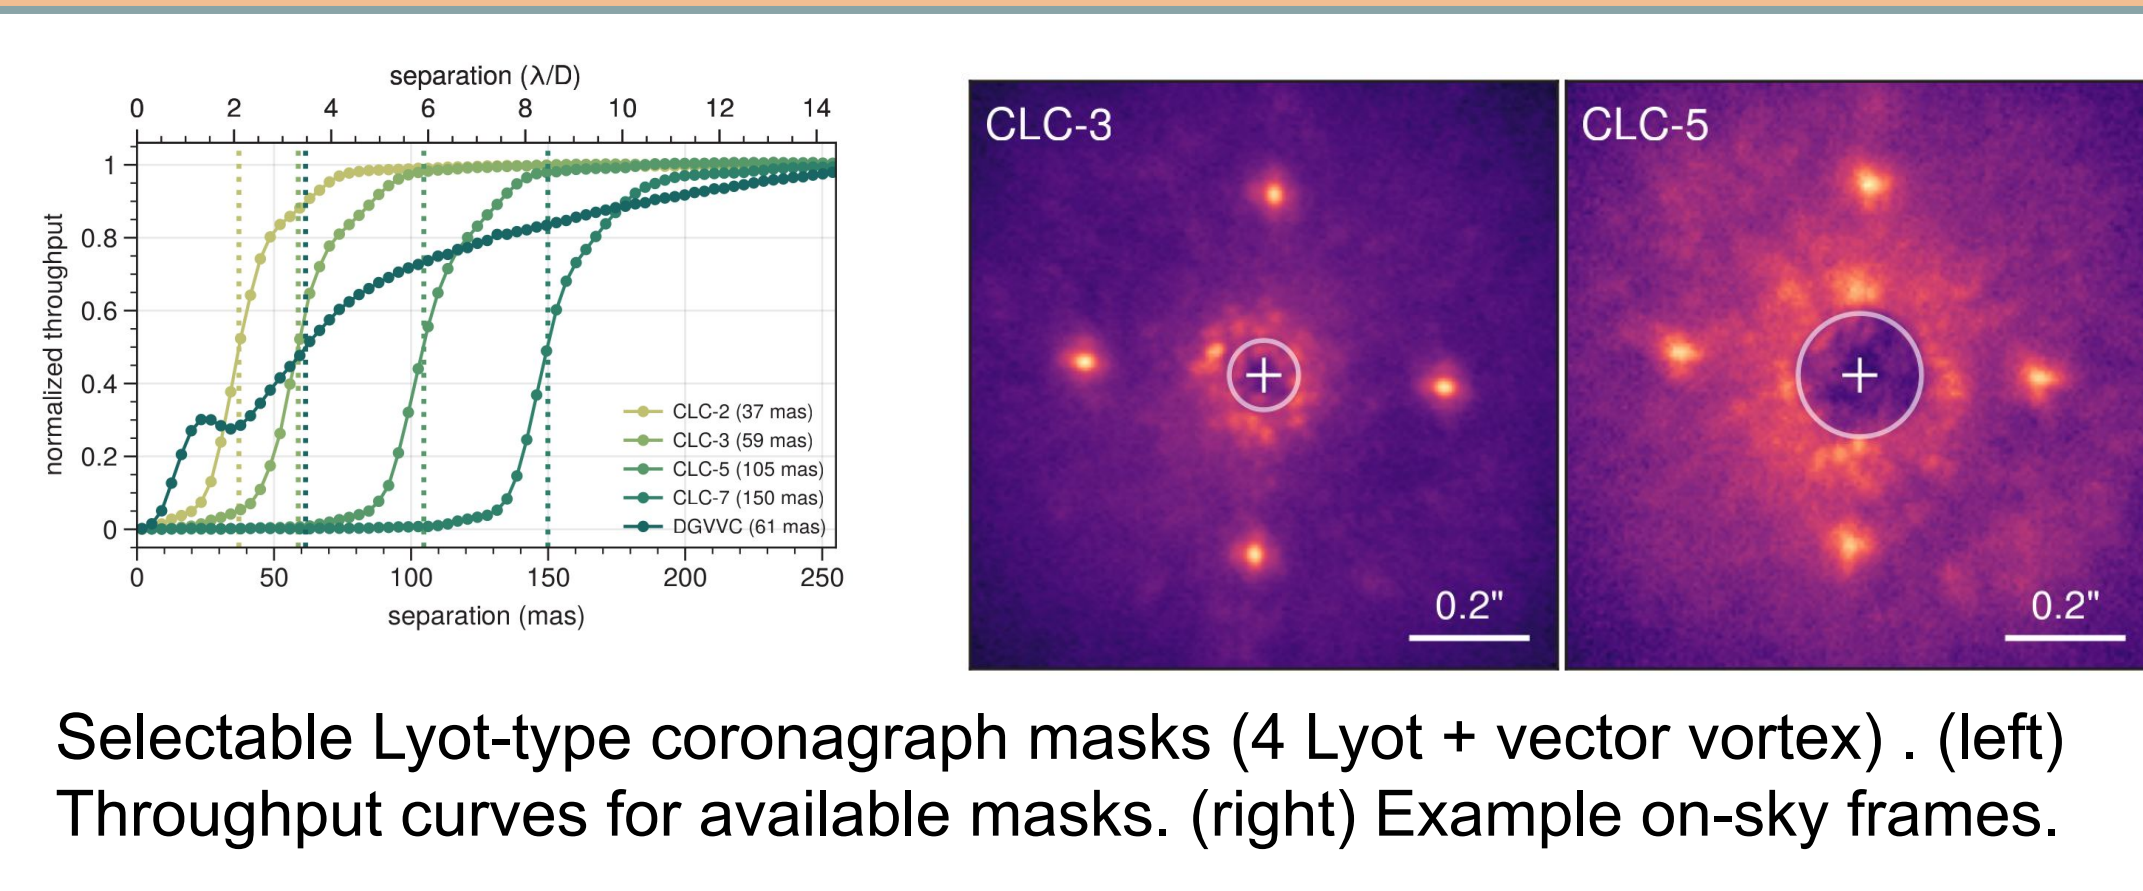 separation (λ/D)
0 2 4 6 8 10 12 14
normalized throughput
1
0.8
0.6
0.4
0.2
0
CLC-2 (37 mas)
CLC-3 (59 mas)
CLC-5 (105 mas)
CLC-7 (150 mas)
DGVVC (61 mas)
0 50 100 150 200 250
separation (mas)
CLC-3
0.2"
CLC-5
0.2"
Selectable Lyot-type coronagraph masks (4 Lyot + vector vortex) . (left)
Throughput curves for available masks. (right) Example on-sky frames.